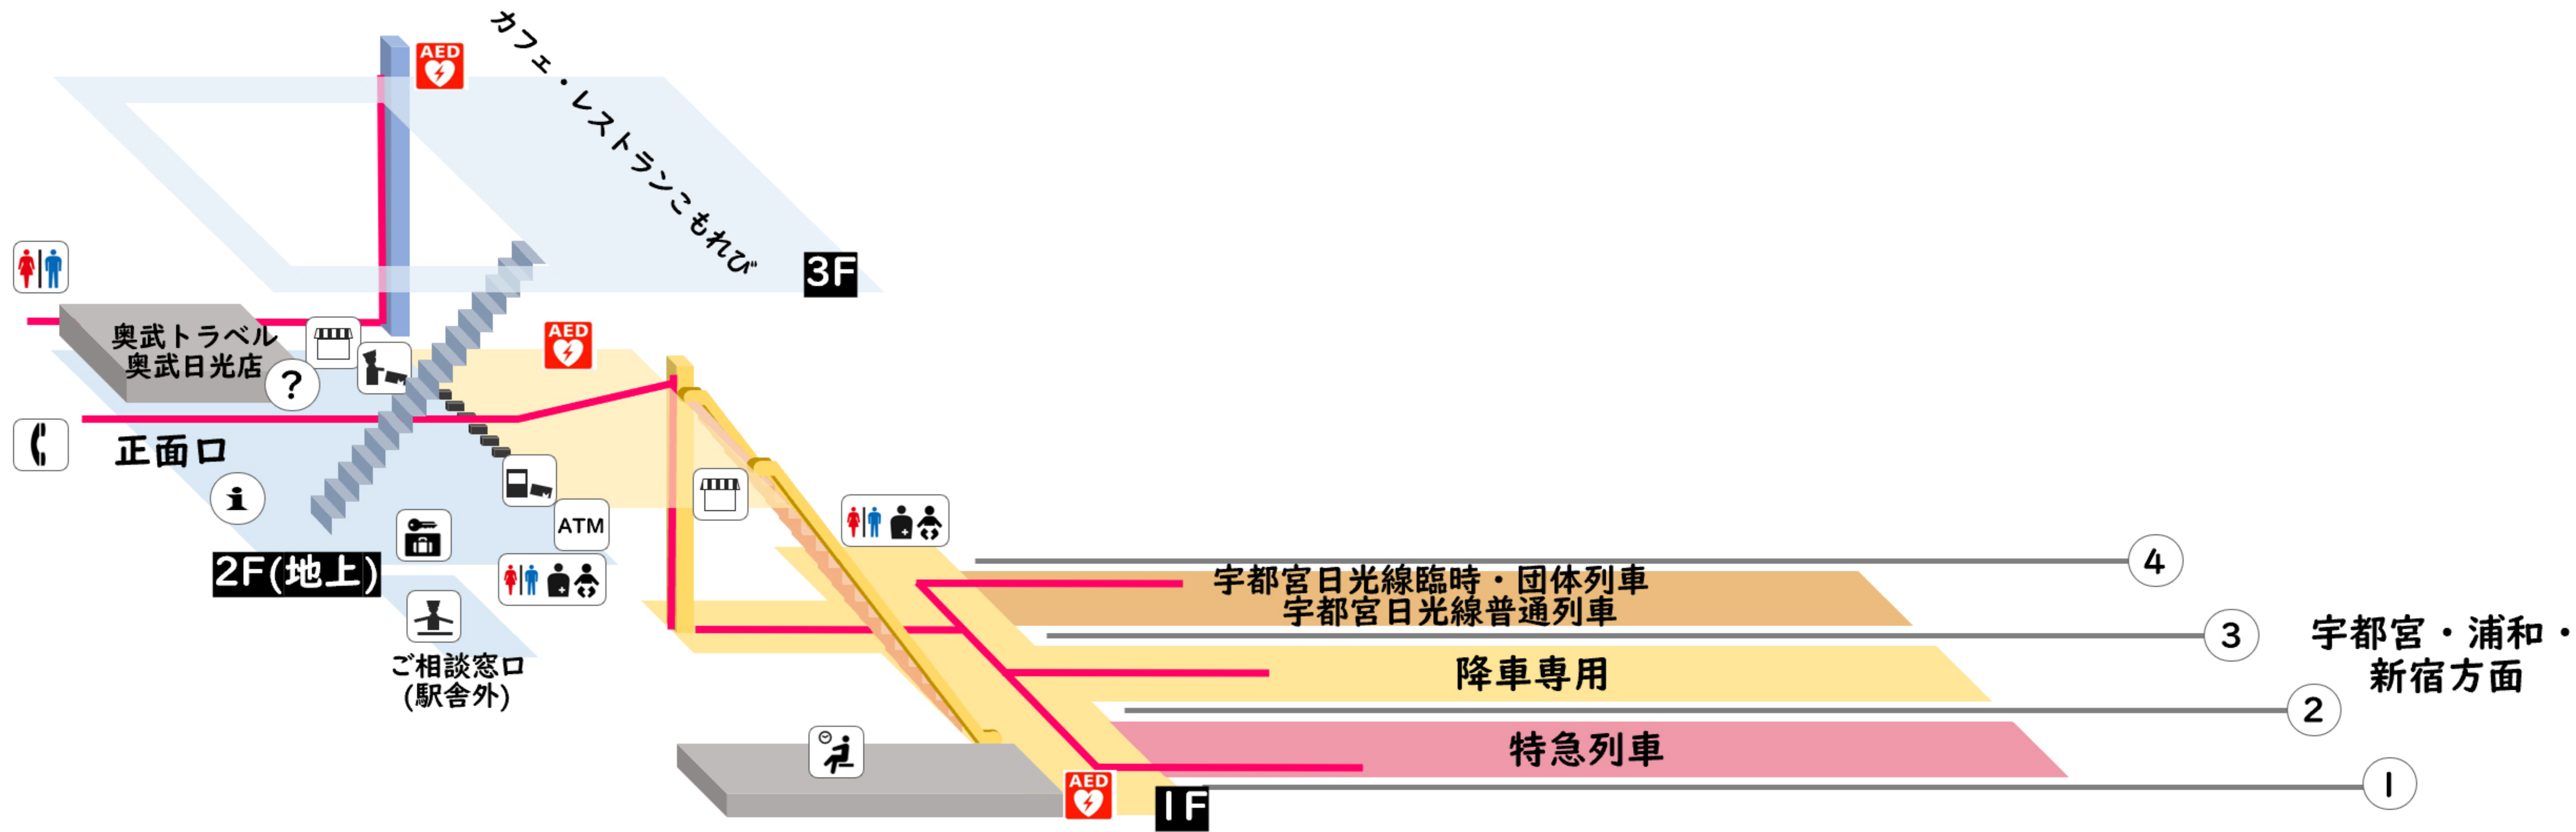 AED
カフェ・レストランこもれび
3F
奥武トラベル
奥武日光店
?
AED
正面口
i
ATM
2F(地上)
ご相談窓口
(駅舎外)
4
宇都宮日光線臨時・団体列車
宇都宮日光線普通列車
3
宇都宮・浦和・
新宿方面
降車専用
2
特急列車
1
AED
1F